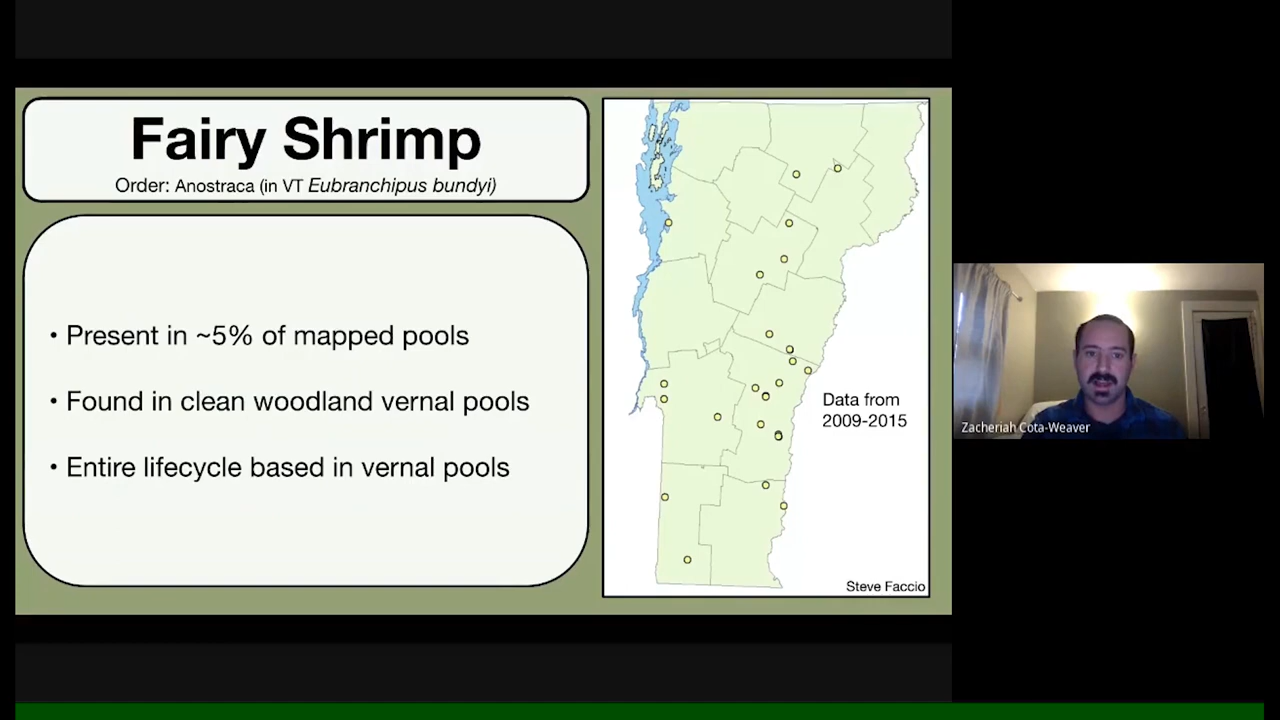 Fairy Shrimp
Order: Anostraca (in VT Eubranchipus bundyi)
• Present in ~5% of mapped pools
• Found in clean woodland vernal pools
• Entire lifecycle based in vernal pools
Data from
2009-2015
Steve Faccio
Zacheriah Cota-Weaver